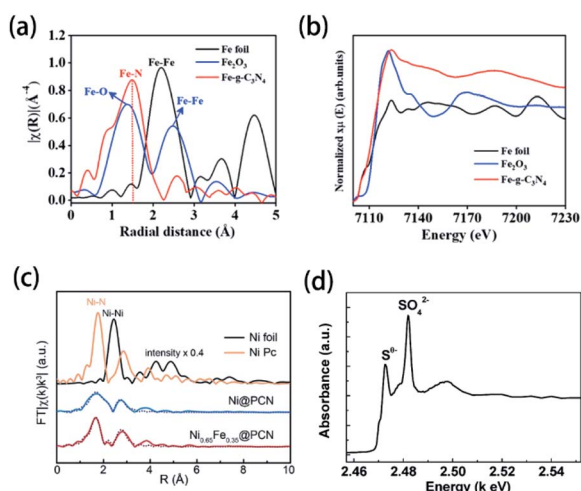 (a)
1.2
1.0
0.8
0.6
0.4
0.2
0.0
|χ(R)|(Å⁻⁴)
Fe-O
Fe-N
Fe-Fe
Fe-Fe
Fe foil
Fe₂O₃
Fe-g-C₃N₄
0 1 2 3 4 5
Radial distance (Å)
(b)
Normalized xμ (E) (arb.units)
Fe foil
Fe₂O₃
Fe-g-C₃N₄
7110 7140 7170 7200 7230
Energy (eV)
(c)
FT|χ(k)k³| (a.u.)
Ni-N
Ni-Ni
Ni foil
Ni Pc
intensity x 0.4
Ni@PCN
Ni₀.₆₅Fe₀.₃₅@PCN
0 2 4 6 8 10
R (Å)
(d)
Absorbance (a.u.)
S⁰⁻
SO₄²⁻
2.46 2.48 2.50 2.52 2.54
Energy (k eV)